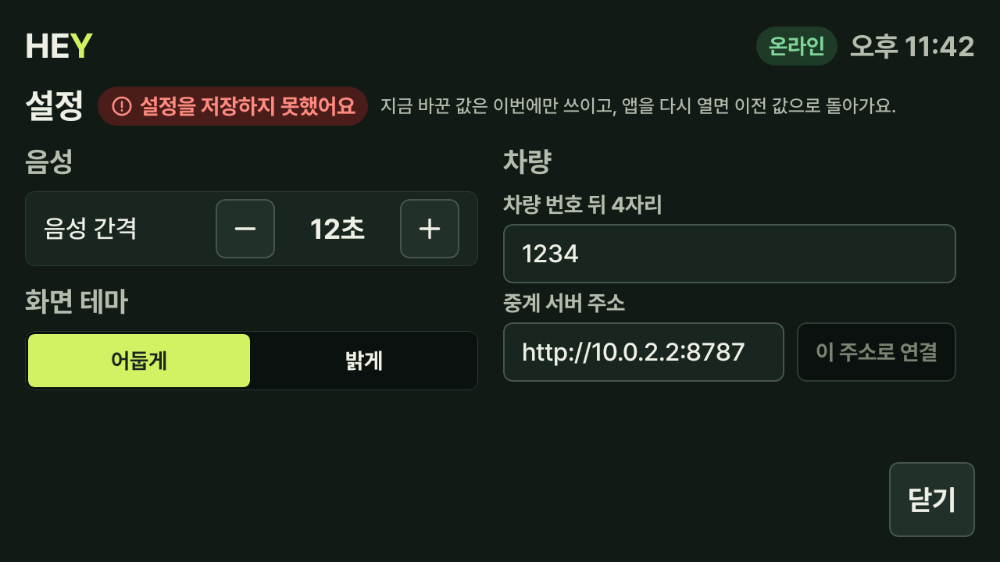 HEY
온라인 오후 11:42
설정 설정을 저장하지 못했어요 지금 바꾼 값은 이번에만 쓰이고, 앱을 다시 열면 이전 값으로 돌아가요.
음성
음성 간격 − 12초 +
화면 테마
어둡게 밝게
차량
차량 번호 뒤 4자리
1234
중계 서버 주소
http://10.0.2.2:8787 이 주소로 연결
닫기